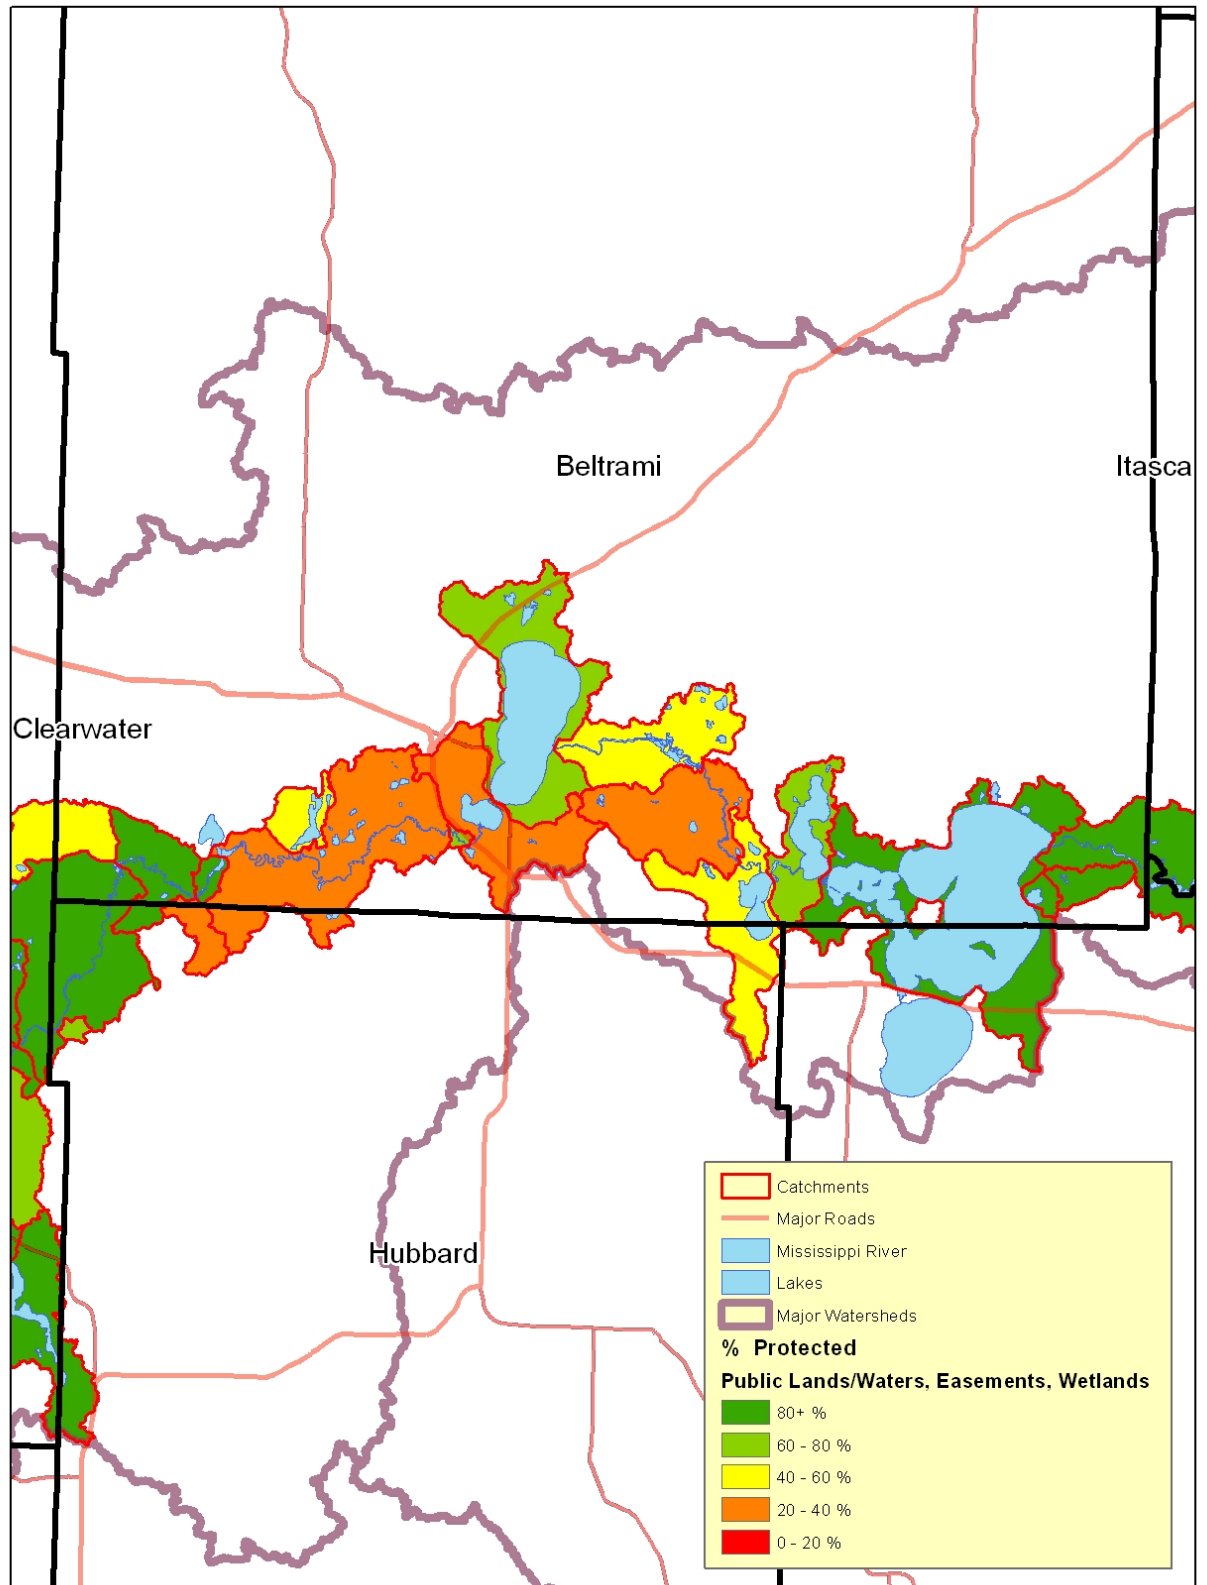 Beltrami
Itasca
Clearwater
Hubbard
Catchments
Major Roads
Mississippi River
Lakes
Major Watersheds
% Protected
Public Lands/Waters, Easements, Wetlands
80+ %
60 - 80 %
40 - 60 %
20 - 40 %
0 - 20 %